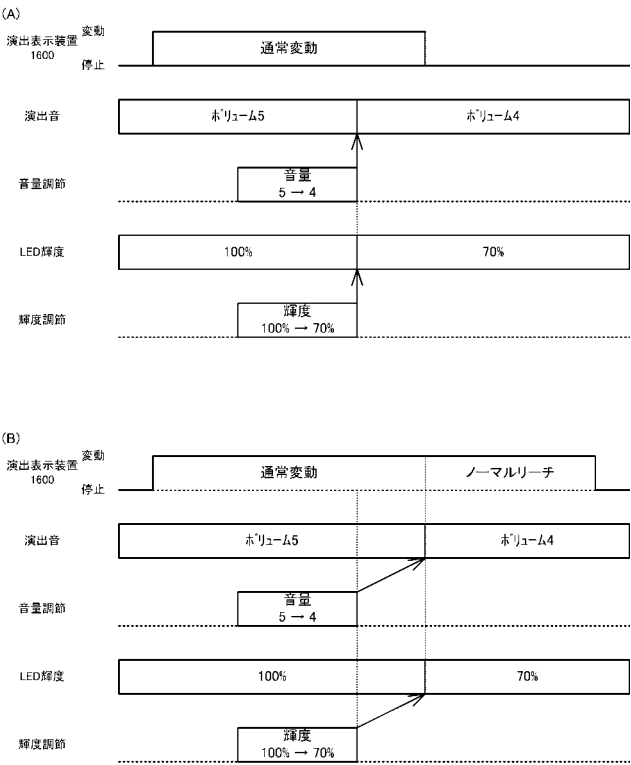 (A)
変動
演出表示装置
1600
通常変動
停止
演出音
ボリューム5
ボリューム4
音量調節
音量
5 → 4
LED輝度
100%
70%
輝度調節
輝度
100% → 70%
(B)
変動
演出表示装置
1600
通常変動
ノーマルリーチ
停止
演出音
ボリューム5
ボリューム4
音量調節
音量
5 → 4
LED輝度
100%
70%
輝度調節
輝度
100% → 70%